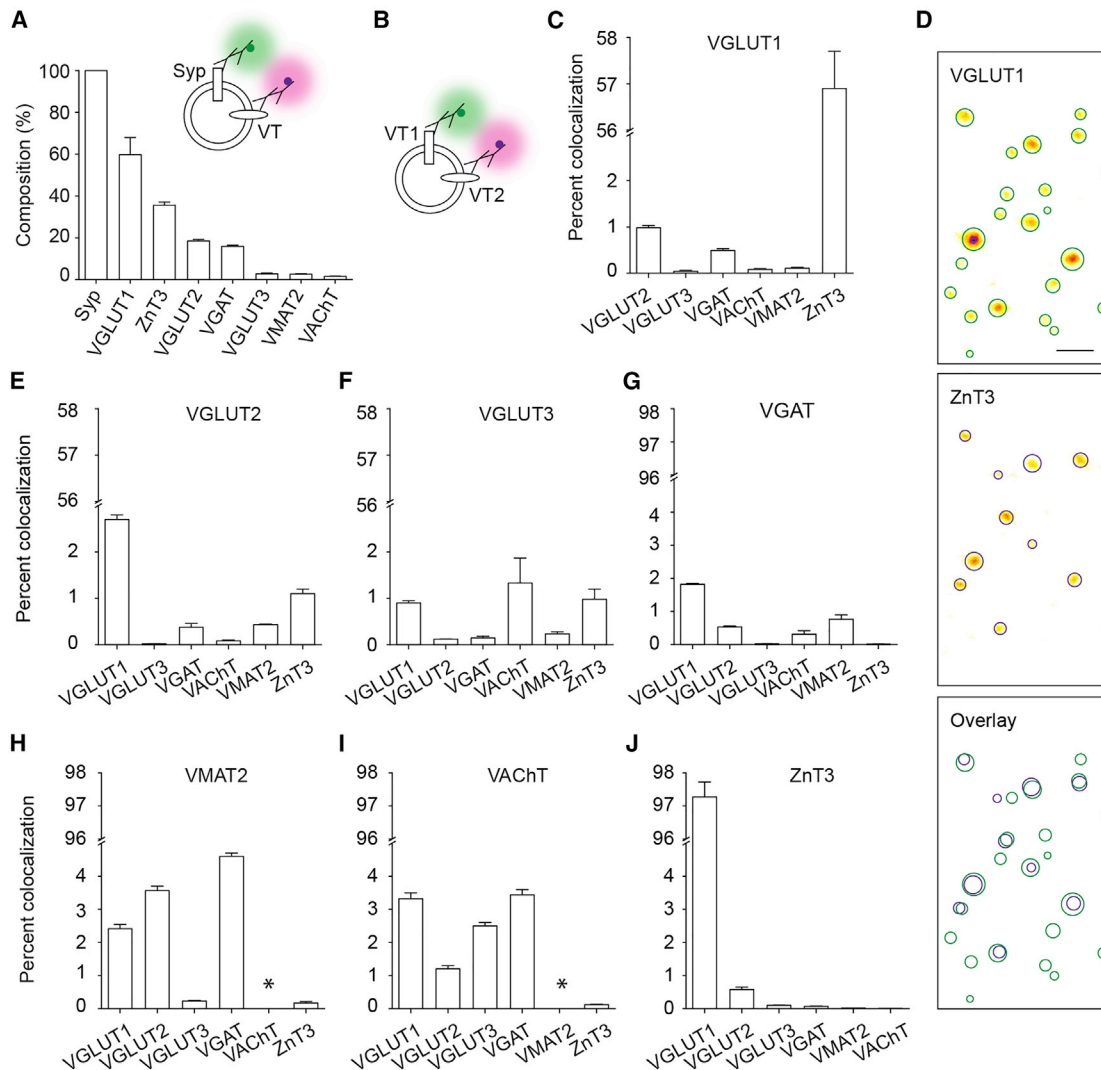 A
Composition (%)
100
80
60
40
20
0
Syp
VGLUT1
ZnT3
VGLUT2
VGAT
VGLUT3
VMAT2
VAChT
Syp
VT
B
VT1
VT2
C
VGLUT1
Percent colocalization
58
57
56
2
1
0
VGLUT2
VGLUT3
VGAT
VAChT
VMAT2
ZnT3
D
VGLUT1
ZnT3
Overlay
E
VGLUT2
Percent colocalization
58
57
56
2
1
0
VGLUT1
VGLUT3
VGAT
VAChT
VMAT2
ZnT3
F
VGLUT3
58
57
56
2
1
0
VGLUT1
VGLUT2
VGAT
VAChT
VMAT2
ZnT3
G
VGAT
98
97
96
4
3
2
1
0
VGLUT1
VGLUT2
VGLUT3
VAChT
VMAT2
ZnT3
H
VMAT2
Percent colocalization
98
97
96
4
3
2
1
0
*
VGLUT1
VGLUT2
VGLUT3
VGAT
VAChT
ZnT3
I
VAChT
98
97
96
4
3
2
1
0
*
VGLUT1
VGLUT2
VGLUT3
VGAT
VMAT2
ZnT3
J
ZnT3
98
97
96
4
3
2
1
0
VGLUT1
VGLUT2
VGLUT3
VGAT
VMAT2
VAChT